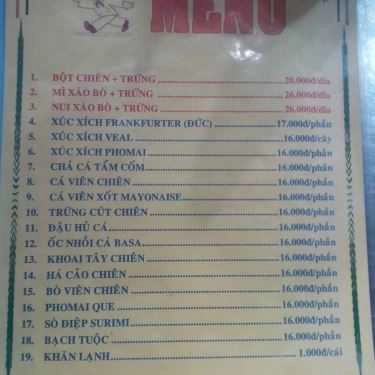 MENU
1. BỘT CHIÊN + TRỨNG 20.000đ/dĩa
2. MÌ XÀO BÒ + TRỨNG 26.000đ/dĩa
3. NUI XÀO BÒ + TRỨNG 26.000đ/dĩa
4. XÚC XÍCH FRANKFURTER (ĐỨC) 17.000đ/phần
5. XÚC XÍCH VEAL 16.000đ/cây
6. XÚC XÍCH PHOMAI 16.000đ/phần
7. CHẢ CÁ TẨM CỐM 16.000đ/phần
8. CÁ VIÊN CHIÊN 16.000đ/phần
9. CÁ VIÊN XỐT MAYONAISE 16.000đ/phần
10. TRỨNG CÚT CHIÊN 16.000đ/phần
11. ĐẬU HỦ CÁ 16.000đ/phần
12. ỐC NHỒI CÁ BASA 16.000đ/phần
13. KHOAI TÂY CHIÊN 16.000đ/phần
14. HÁ CẢO CHIÊN 16.000đ/phần
15. BÒ VIÊN CHIÊN 16.000đ/phần
16. PHOMAI QUE 16.000đ/phần
17. SÒ ĐIỆP SURIMI 16.000đ/phần
18. BẠCH TUỘC 16.000đ/phần
19. KHĂN LẠNH 1.000đ/cái